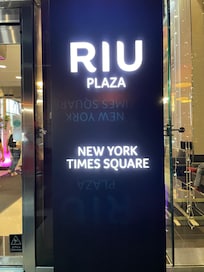 RIU
PLAZA
NEW YORK
TIMES SQUARE